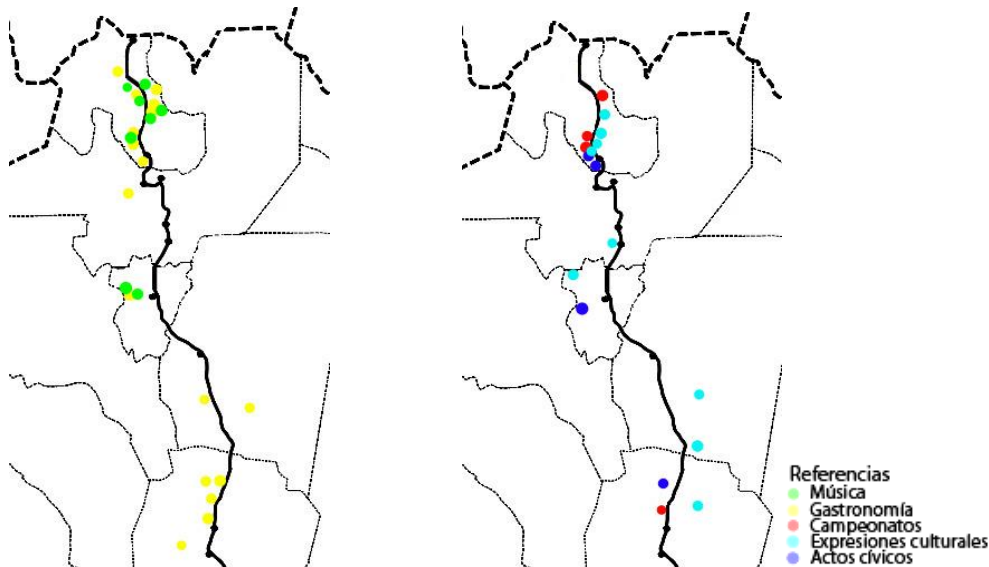 Referencias
Música
Gastronomía
Campeonatos
Expresiones culturales
Actos cívicos